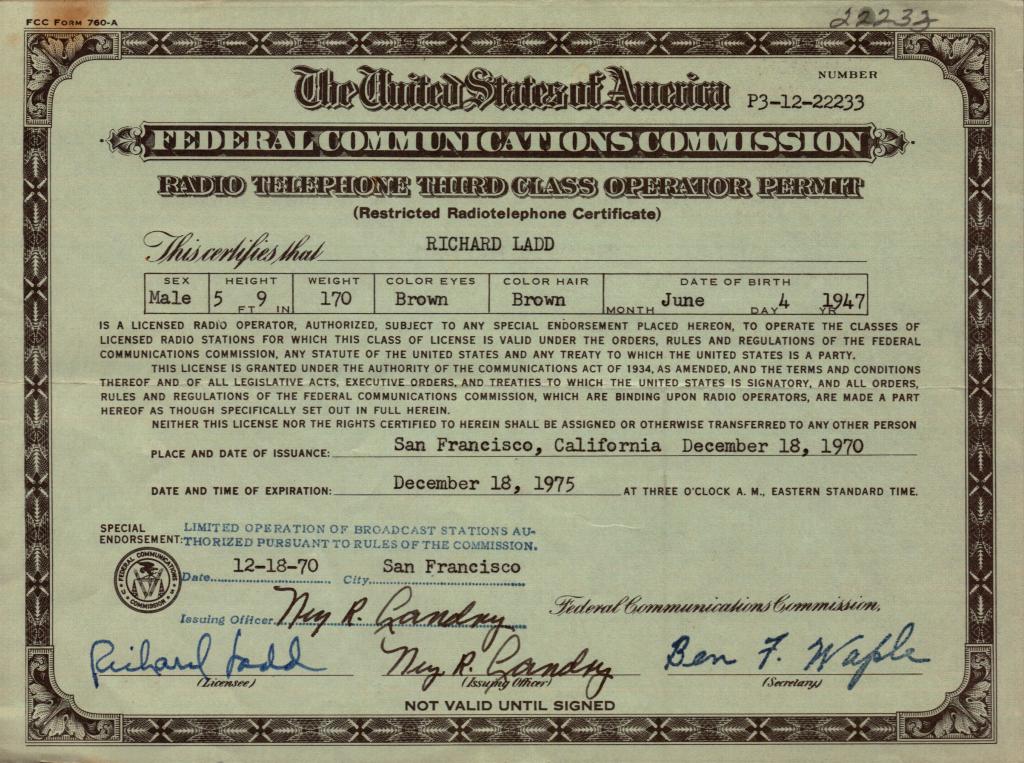 FCC FORM 760-A
22232
NUMBER
The United States of America P3-12-22233
FEDERAL COMMUNICATIONS COMMISSION
RADIO TELEPHONE THIRD CLASS OPERATOR PERMIT
(Restricted Radiotelephone Certificate)
This certifies that RICHARD LADD
SEX HEIGHT WEIGHT COLOR EYES COLOR HAIR DATE OF BIRTH
Male 5 FT 9 IN 170 Brown Brown MONTH June DAY 4 YR 1947
IS A LICENSED RADIO OPERATOR, AUTHORIZED, SUBJECT TO ANY SPECIAL ENDORSEMENT PLACED HEREON, TO OPERATE THE CLASSES OF
LICENSED RADIO STATIONS FOR WHICH THIS CLASS OF LICENSE IS VALID UNDER THE ORDERS, RULES AND REGULATIONS OF THE FEDERAL
COMMUNICATIONS COMMISSION, ANY STATUTE OF THE UNITED STATES AND ANY TREATY TO WHICH THE UNITED STATES IS A PARTY.
THIS LICENSE IS GRANTED UNDER THE AUTHORITY OF THE COMMUNICATIONS ACT OF 1934, AS AMENDED, AND THE TERMS AND CONDITIONS
THEREOF AND OF ALL LEGISLATIVE ACTS, EXECUTIVE ORDERS, AND TREATIES TO WHICH THE UNITED STATES IS SIGNATORY, AND ALL ORDERS,
RULES AND REGULATIONS OF THE FEDERAL COMMUNICATIONS COMMISSION, WHICH ARE BINDING UPON RADIO OPERATORS, ARE MADE A PART
HEREOF AS THOUGH SPECIFICALLY SET OUT IN FULL HEREIN.
NEITHER THIS LICENSE NOR THE RIGHTS CERTIFIED TO HEREIN SHALL BE ASSIGNED OR OTHERWISE TRANSFERRED TO ANY OTHER PERSON
PLACE AND DATE OF ISSUANCE: San Francisco, California December 18, 1970
DATE AND TIME OF EXPIRATION: December 18, 1975 AT THREE O'CLOCK A. M., EASTERN STANDARD TIME.
SPECIAL ENDORSEMENT: LIMITED OPERATION OF BROADCAST STATIONS AU-
THORIZED PURSUANT TO RULES OF THE COMMISSION.
FEDERAL COMMUNICATIONS COMMISSION
Date 12-18-70 City San Francisco
Issuing Officer Ney R. Landry Federal Communications Commission,
Richard Ladd Ney R. Landry Ben F. Waple
(Licensee) (Issuing Officer) (Secretary)
NOT VALID UNTIL SIGNED